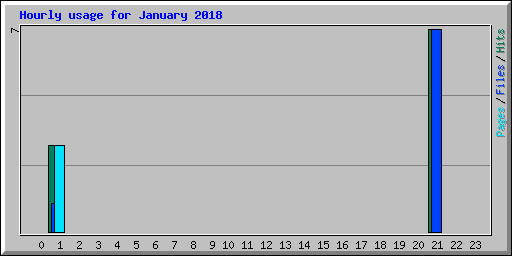 Hourly usage for January 2018
7
Pages/Files/Hits
0 1 2 3 4 5 6 7 8 9 10 11 12 13 14 15 16 17 18 19 20 21 22 23